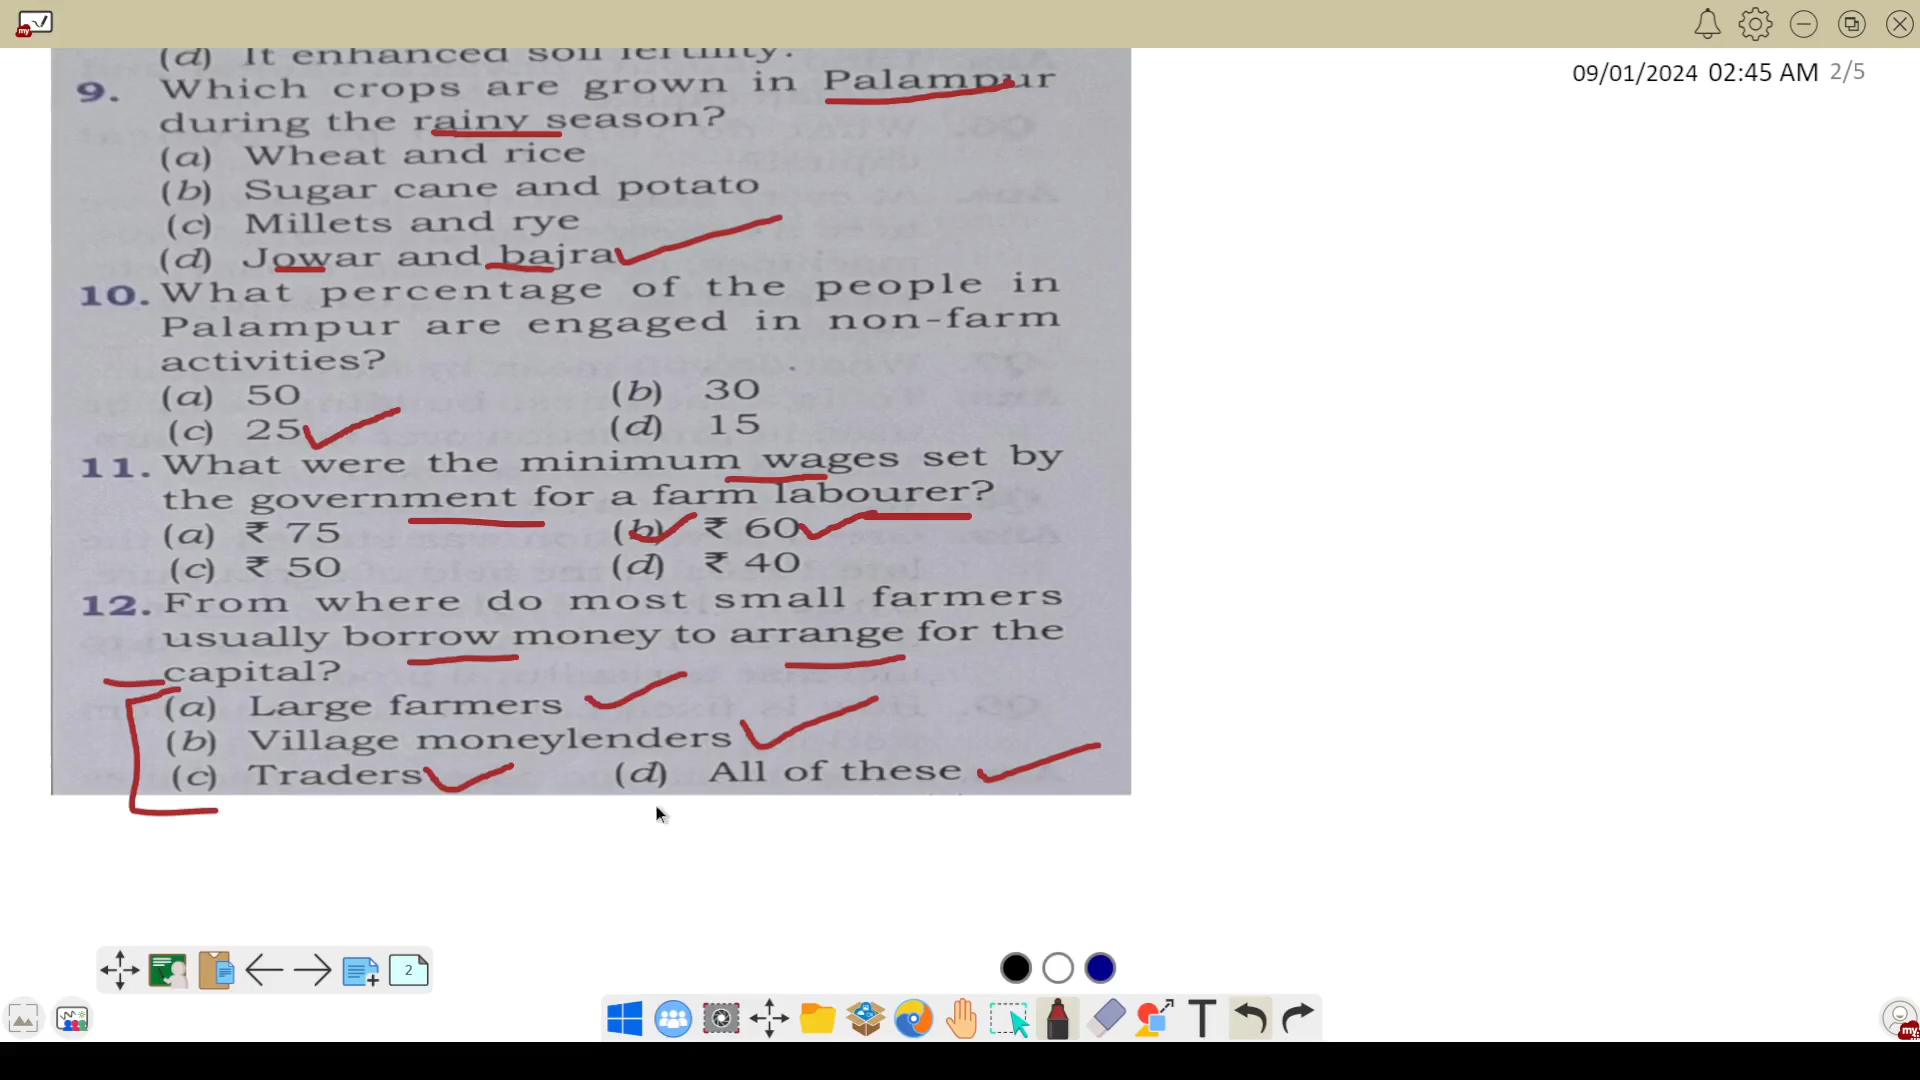 09/01/2024 02:45 AM 2/5
(d) It enhanced soil fertility.
9. Which crops are grown in Palampur
during the rainy season?
(a) Wheat and rice
(b) Sugar cane and potato
(c) Millets and rye
(d) Jowar and bajra
10. What percentage of the people in
Palampur are engaged in non-farm
activities?
(a) 50 (b) 30
(c) 25 (d) 15
11. What were the minimum wages set by
the government for a farm labourer?
(a) ₹ 75 (b) ₹ 60
(c) ₹ 50 (d) ₹ 40
12. From where do most small farmers
usually borrow money to arrange for the
capital?
(a) Large farmers
(b) Village moneylenders
(c) Traders (d) All of these
2